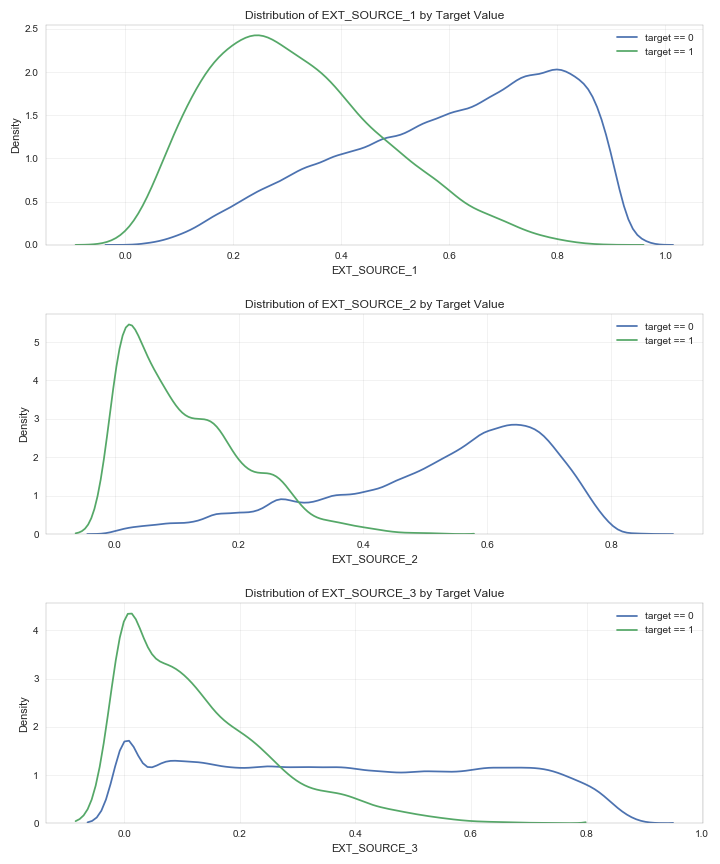 Distribution of EXT_SOURCE_1 by Target Value
target == 0
target == 1
2.5
2.0
1.5
1.0
0.5
0.0
Density
0.0 0.2 0.4 0.6 0.8 1.0
EXT_SOURCE_1
Distribution of EXT_SOURCE_2 by Target Value
target == 0
target == 1
5
4
3
2
1
0
Density
0.0 0.2 0.4 0.6 0.8
EXT_SOURCE_2
Distribution of EXT_SOURCE_3 by Target Value
target == 0
target == 1
4
3
2
1
0
Density
0.0 0.2 0.4 0.6 0.8 1.0
EXT_SOURCE_3